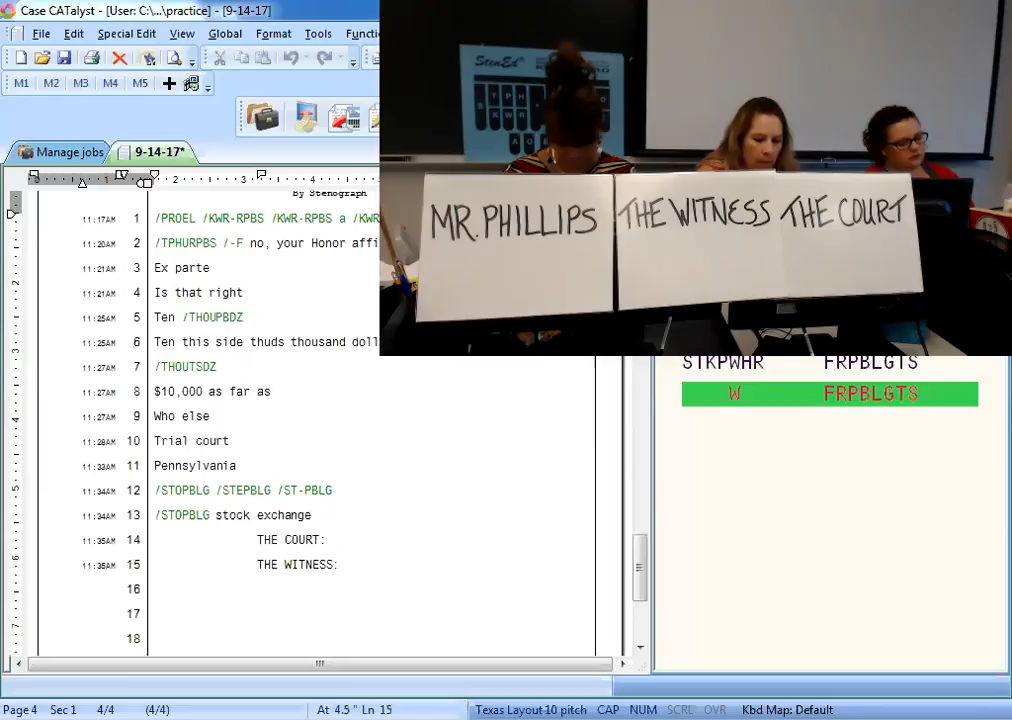 Case CATalyst - [User: C:\...\practice] - [9-14-17]
File Edit Special Edit View Global Format Tools
M1 M2 M3 M4 M5
Manage jobs 9-14-17*
By Stenograph
11:17AM 1 /PROEL /KWR-RPBS /KWR-RPBS a
11:20AM 2 /TPHURPBS /-F no, your Honor
11:21AM 3 Ex parte
11:21AM 4 Is that right
11:25AM 5 Ten /THOUPBDZ
11:25AM 6 Ten this side thuds thousand
11:27AM 7 /THOUTSDZ
11:27AM 8 $10,000 as far as
11:27AM 9 Who else
11:28AM 10 Trial court
11:33AM 11 Pennsylvania
11:34AM 12 /STOPBLG /STEPBLG /ST-PBLG
11:34AM 13 /STOPBLG stock exchange
11:35AM 14 THE COURT:
11:35AM 15 THE WITNESS:
16
17
18
StenEd
MR. PHILLIPS
THE WITNESS THE COURT
STKPWHR FRPBLGTS
W FRPBLGTS
Page 4 Sec 1 4/4 (4/4) At 4.5 " Ln 15 Texas Layout 10 pitch CAP NUM SCRL OVR Kbd Map: Default